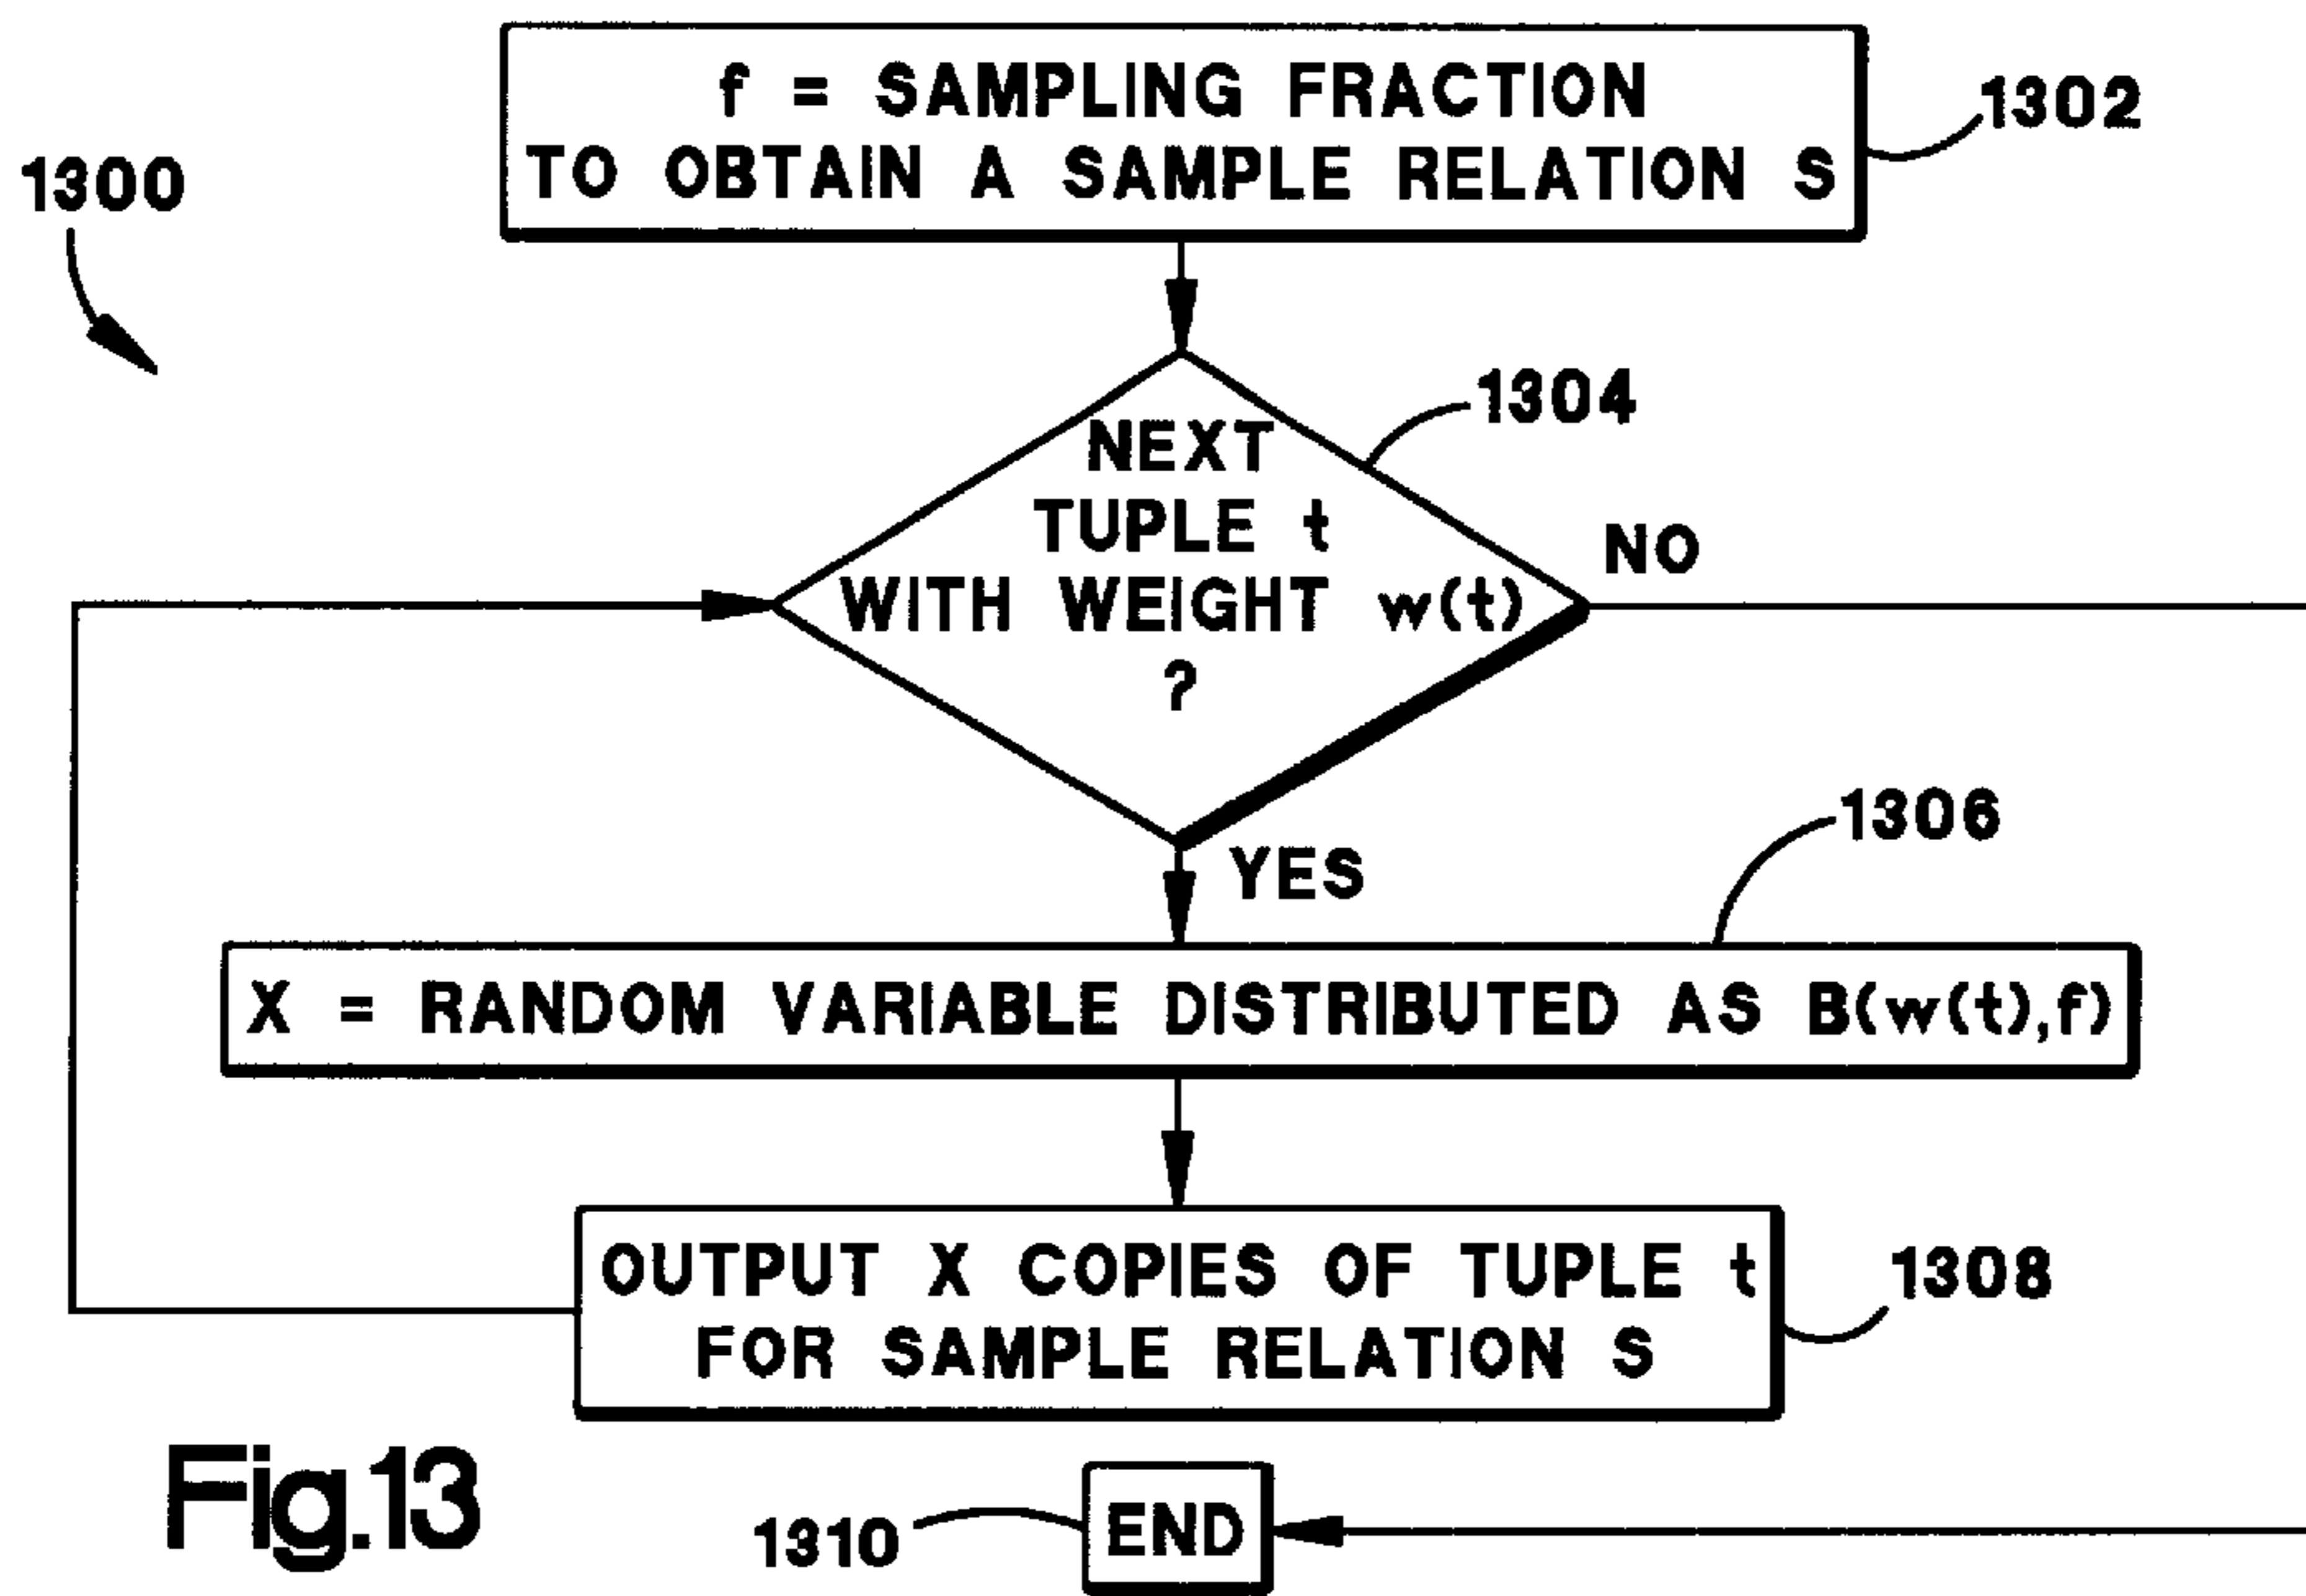 f = SAMPLING FRACTION
TO OBTAIN A SAMPLE RELATION S
1302
1300
1304
NEXT
TUPLE t
WITH WEIGHT w(t)
?
NO
YES
1306
X = RANDOM VARIABLE DISTRIBUTED AS B(w(t),f)
OUTPUT X COPIES OF TUPLE t
FOR SAMPLE RELATION S
1308
Fig.13
1310
END